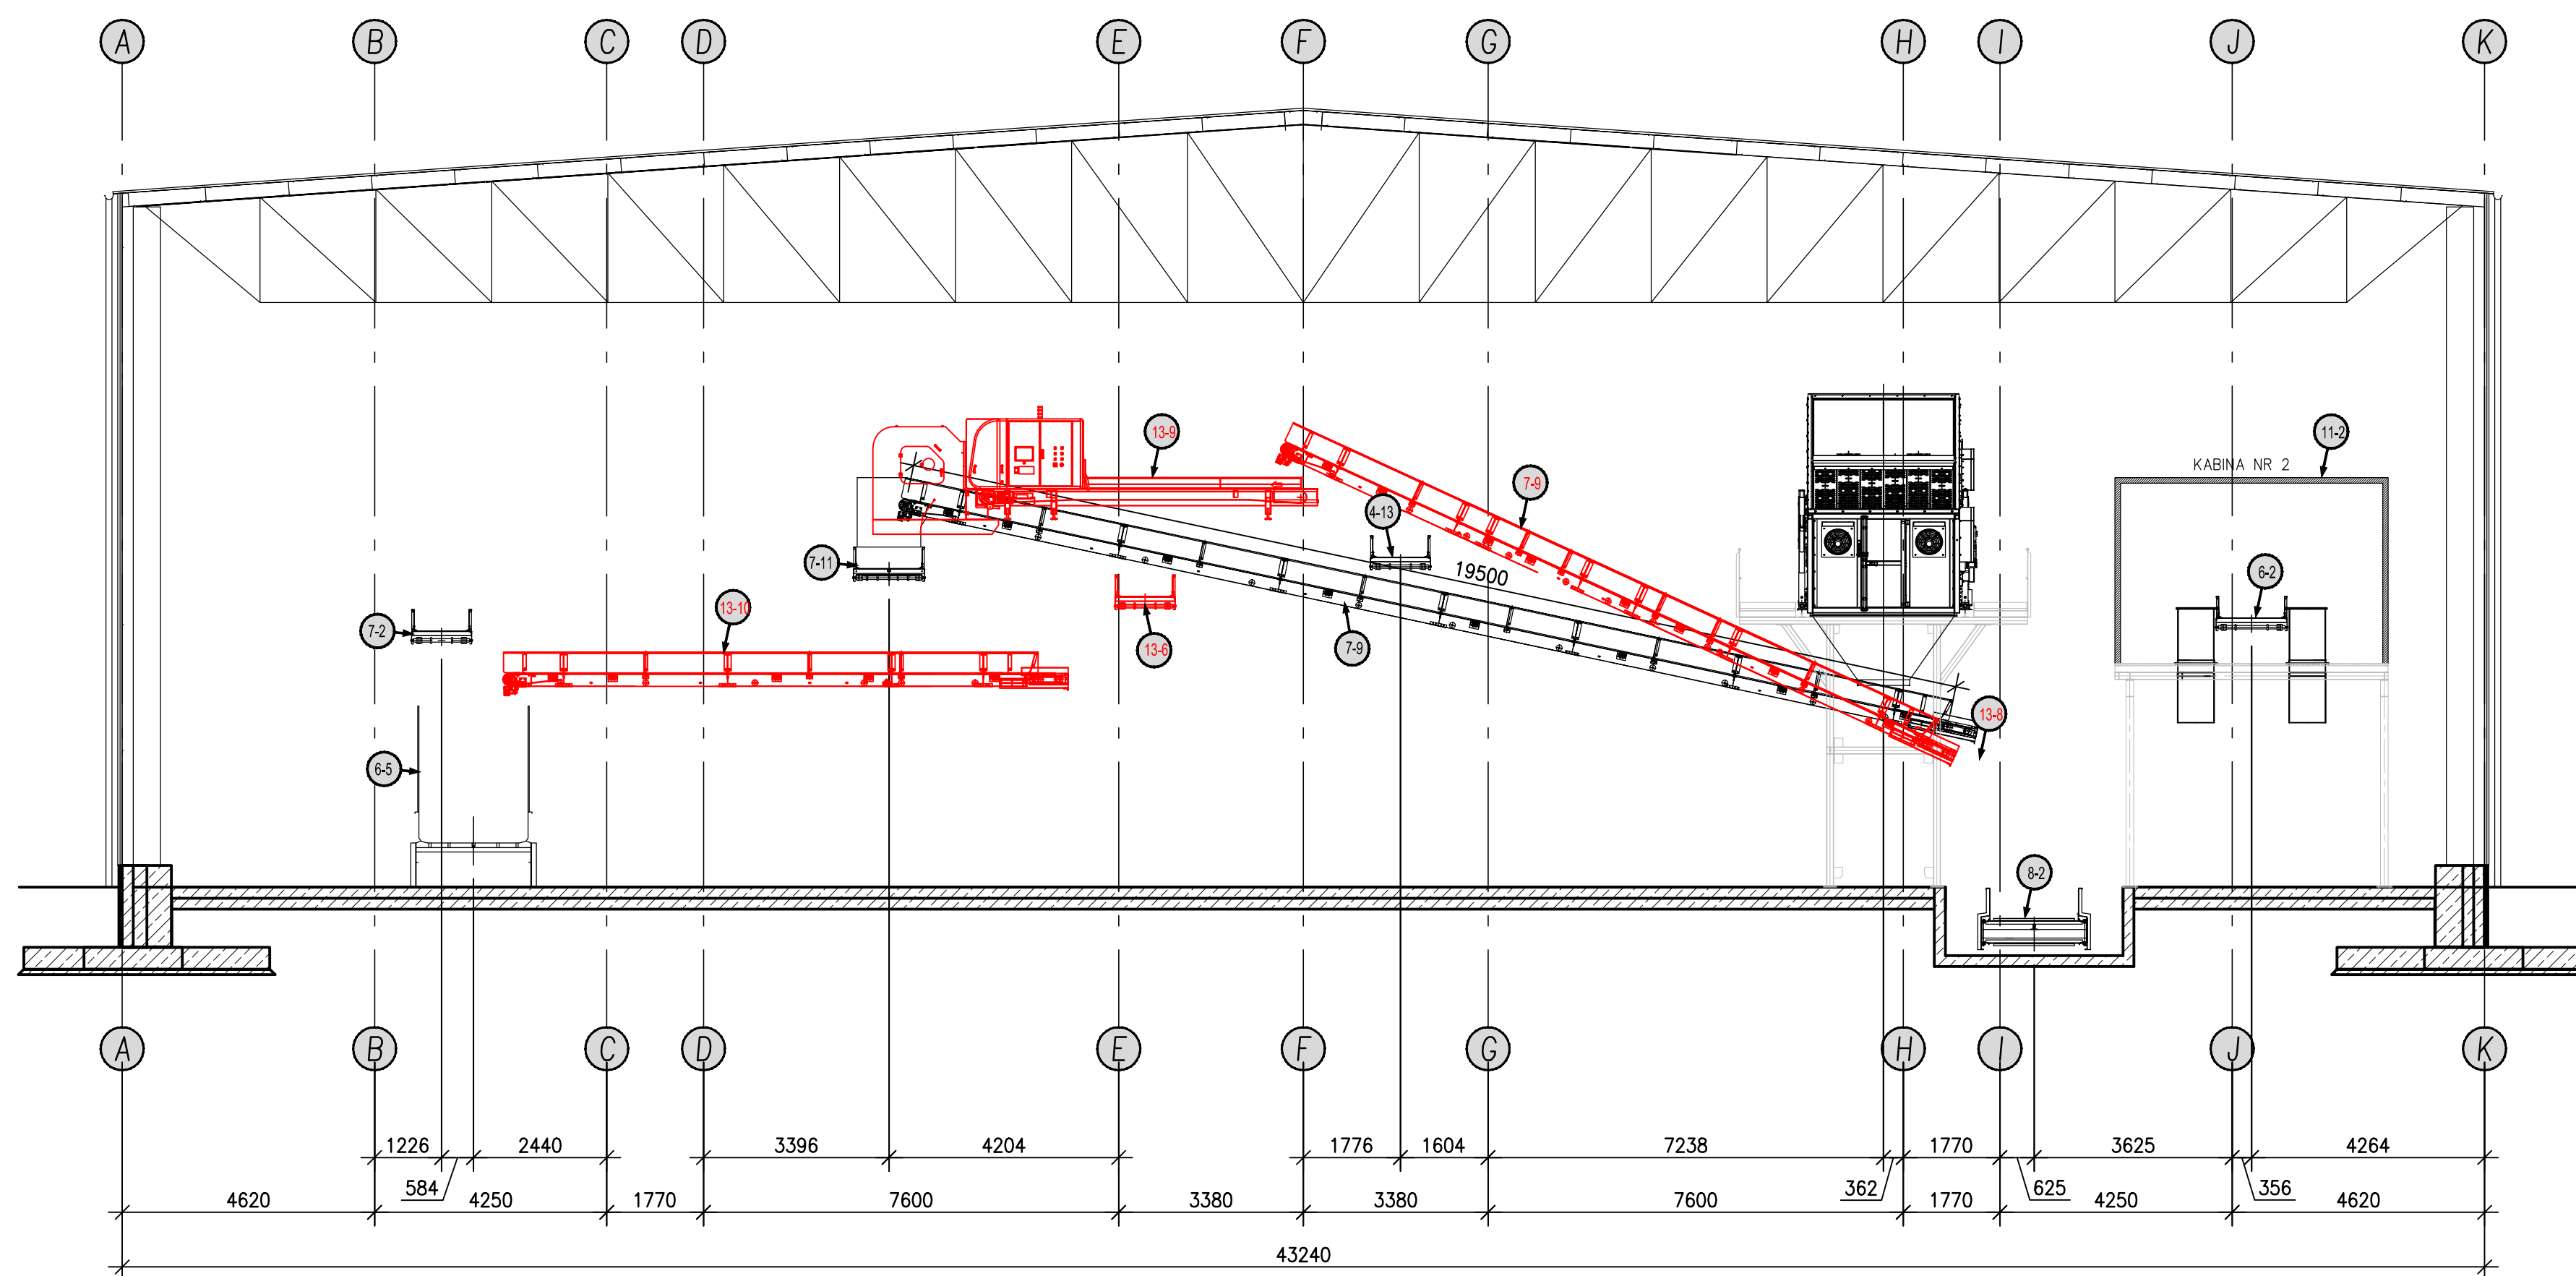 A B C D E F G H I J K
13-9
11-2
KABINA NR 2
7-9
4-13
7-11
19500
6-2
13-10
7-2
13-6
7-9
13-8
6-5
8-2
A B C D E F G H I J K
1226 2440 3396 4204 1776 1604 7238 1770 3625 4264
584 362 625 356
4620 4250 1770 7600 3380 3380 7600 1770 4250 4620
43240